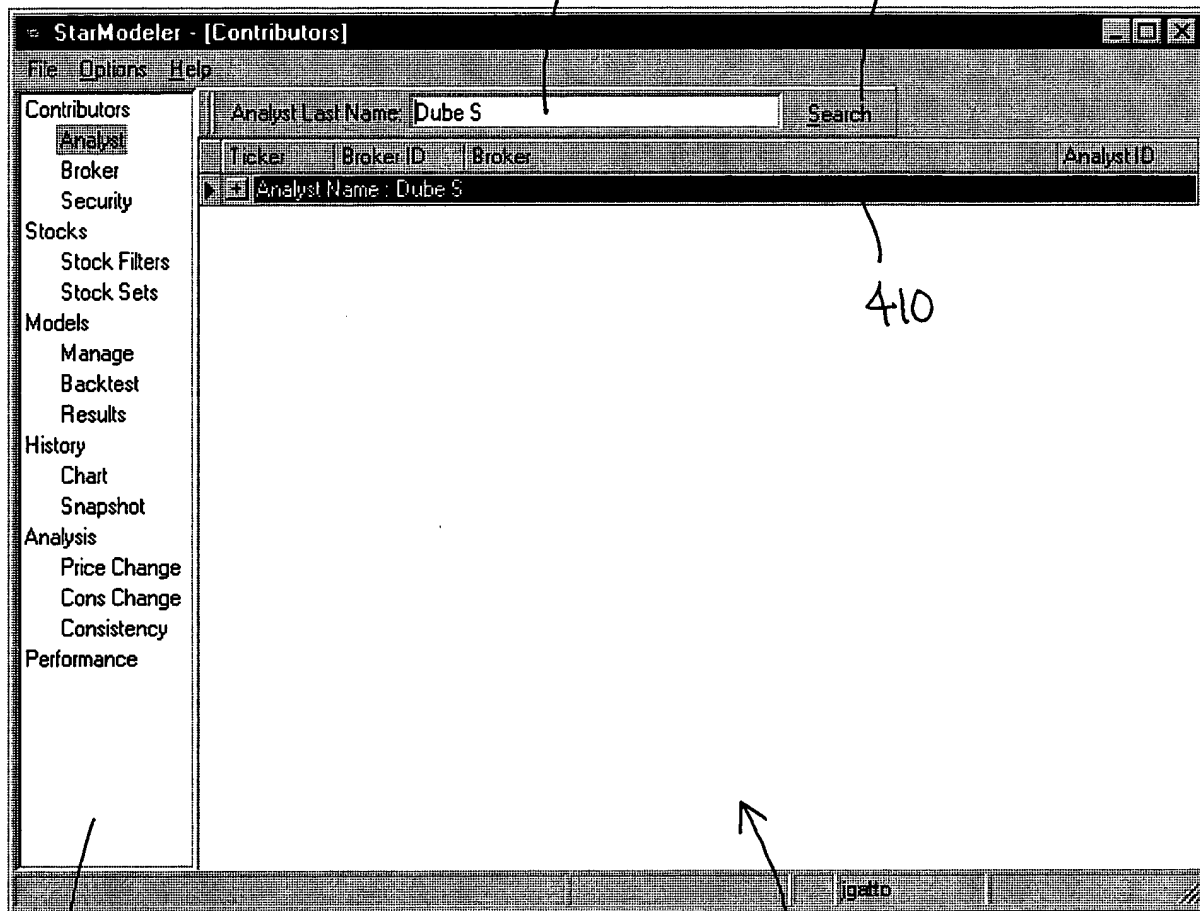 StarModeler - [Contributors]
File Options Help
Contributors
Analyst
Broker
Security
Stocks
Stock Filters
Stock Sets
Models
Manage
Backtest
Results
History
Chart
Snapshot
Analysis
Price Change
Cons Change
Consistency
Performance
Analyst Last Name: Dube S Search
Ticker Broker ID Broker Analyst ID
Analyst Name : Dube S
410
jgatto